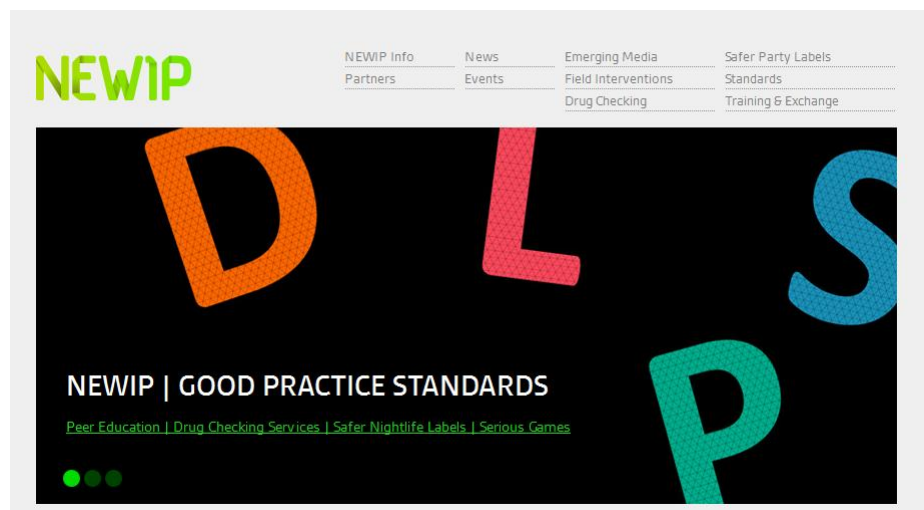 NEWIP
NEWIP Info
Partners
News
Events
Emerging Media
Field Interventions
Drug Checking
Safer Party Labels
Standards
Training & Exchange
D L S
P
NEWIP | GOOD PRACTICE STANDARDS
Peer Education | Drug Checking Services | Safer Nightlife Labels | Serious Games